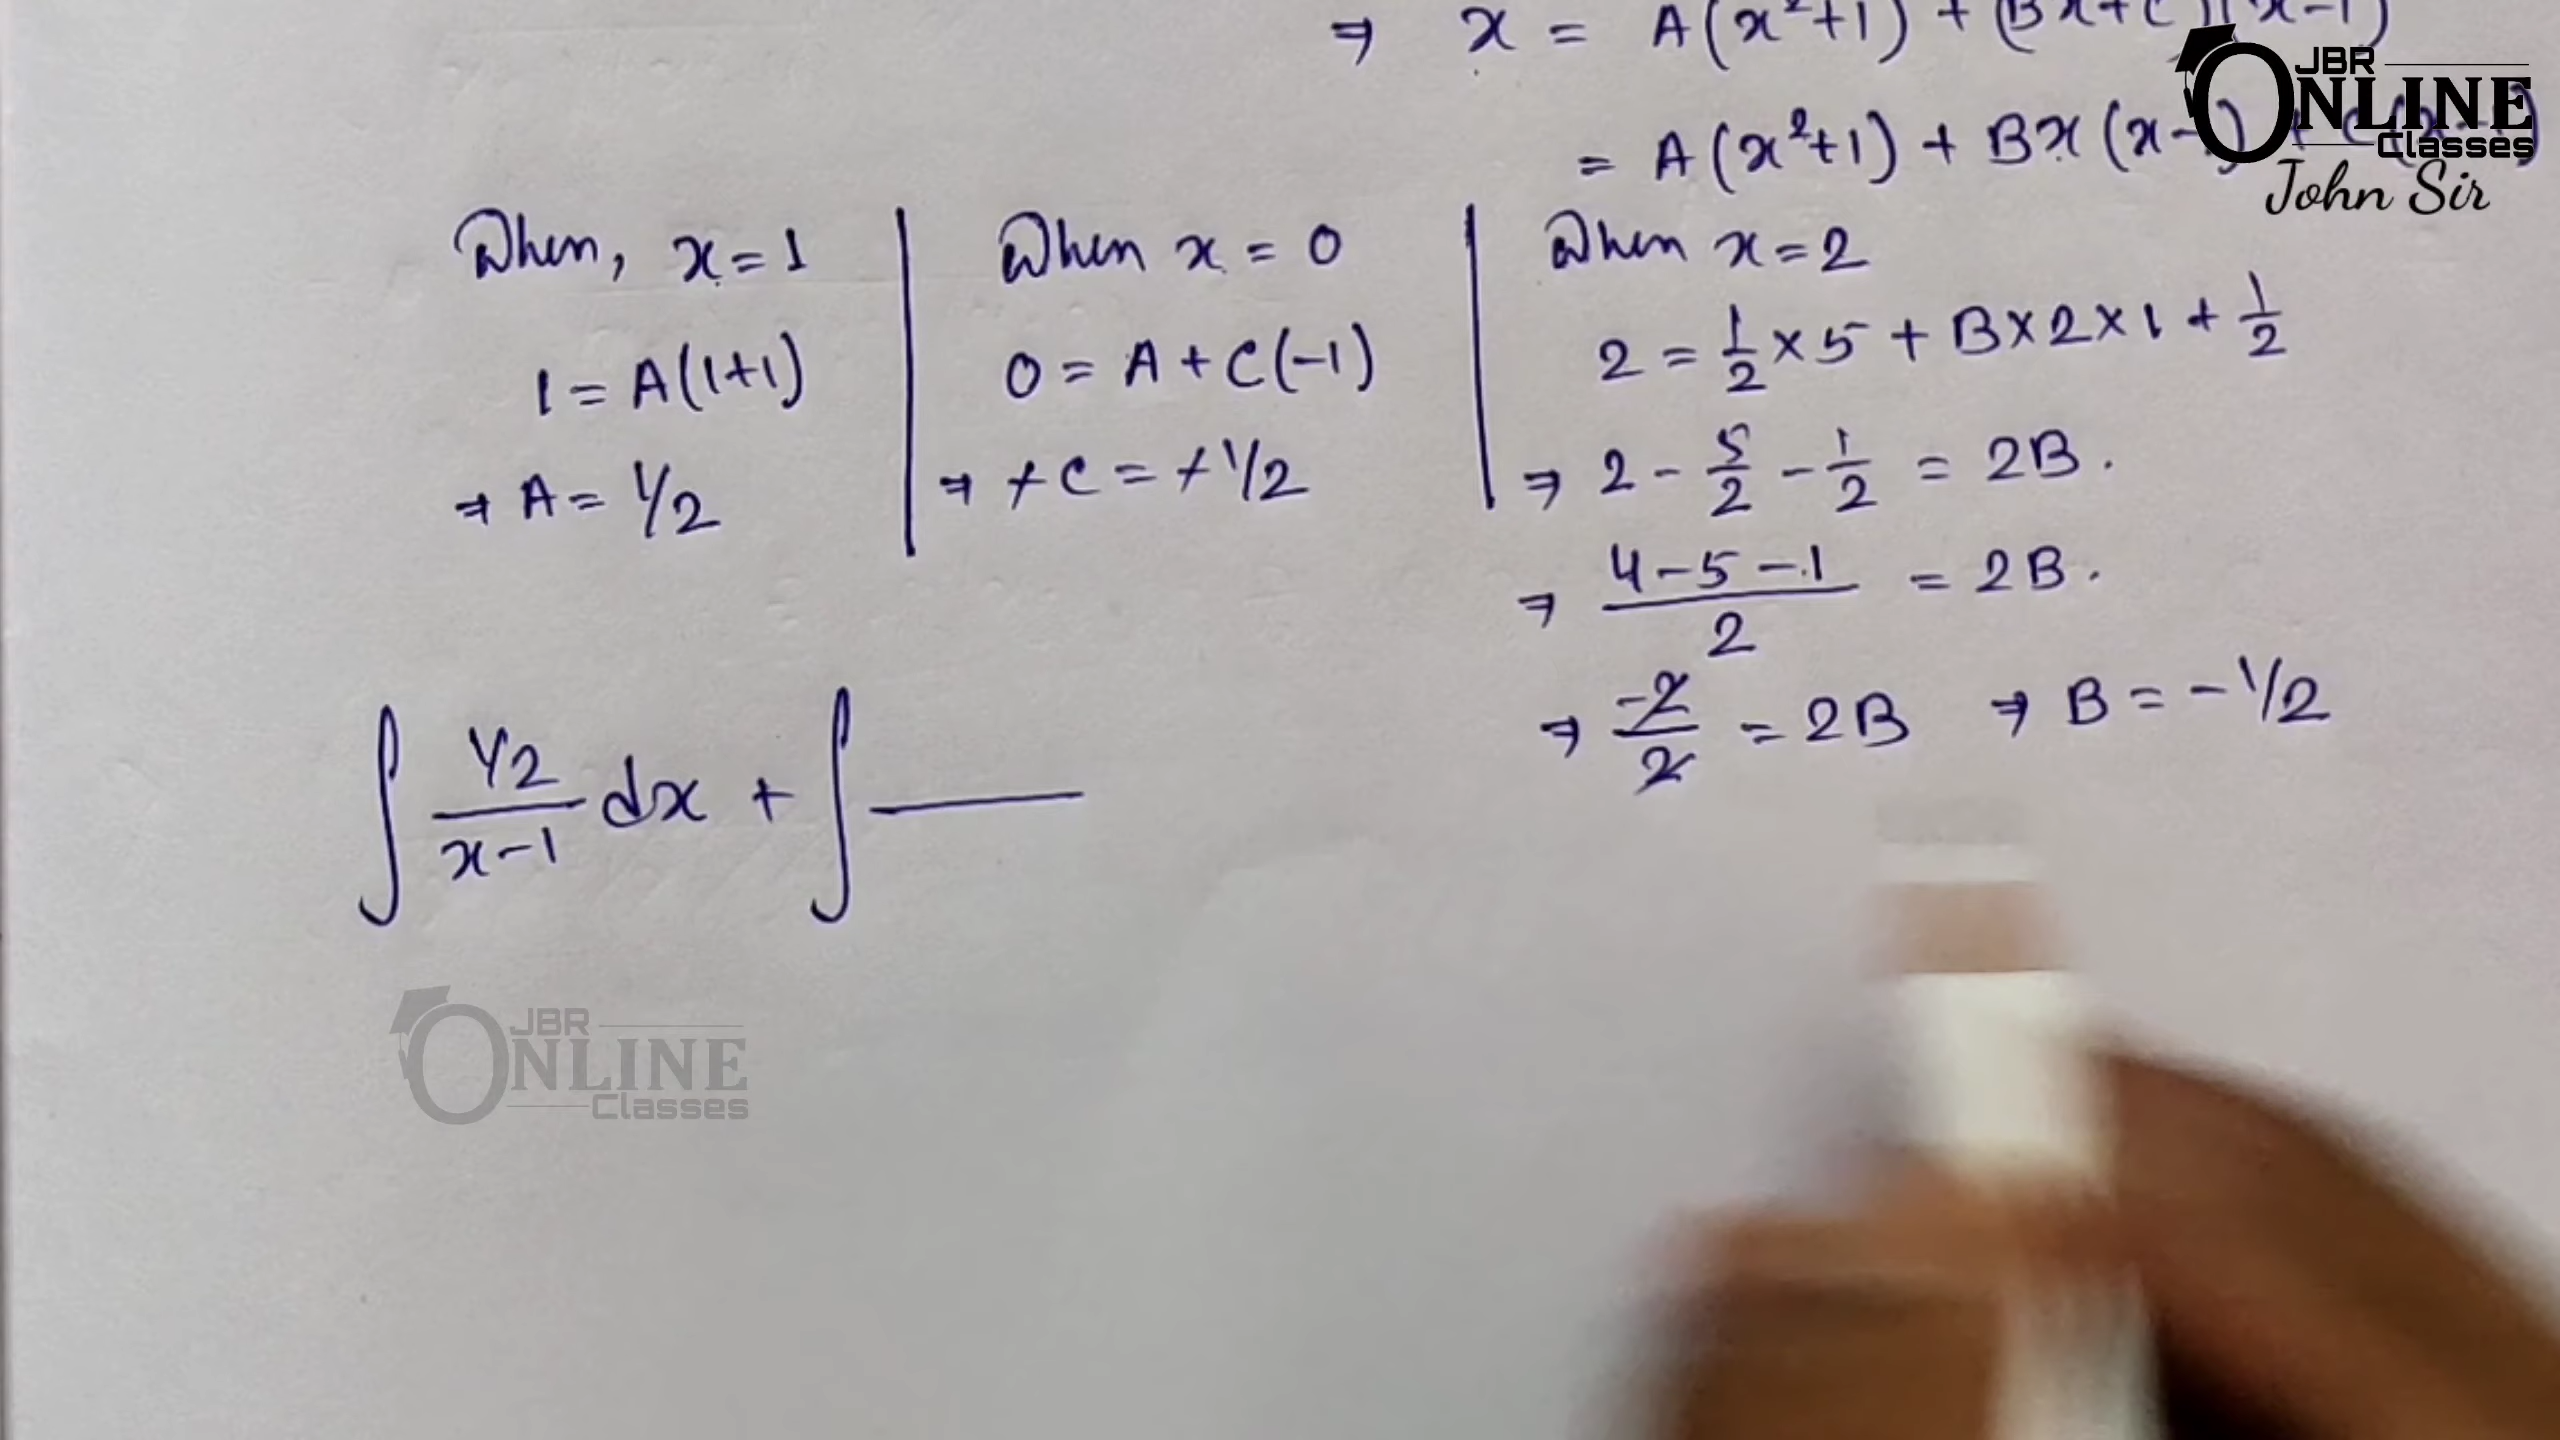 ⇒ x = A(x²+1) + (Bx+C)(x-1)
= A(x²+1) + Bx(x-1) + C(x-1)
JBR
ONLINE
Classes
John Sir
When, x=1
1 = A(1+1)
⇒ A = 1/2
When x = 0
0 = A + C(-1)
⇒ +C = +1/2
When x=2
2 = 1/2 × 5 + B×2×1 + 1/2
⇒ 2 - 5/2 - 1/2 = 2B.
⇒ (4-5-1)/2 = 2B.
⇒ -2/2 = 2B ⇒ B = -1/2
∫ (1/2)/(x-1) dx + ∫ ———
JBR
ONLINE
Classes